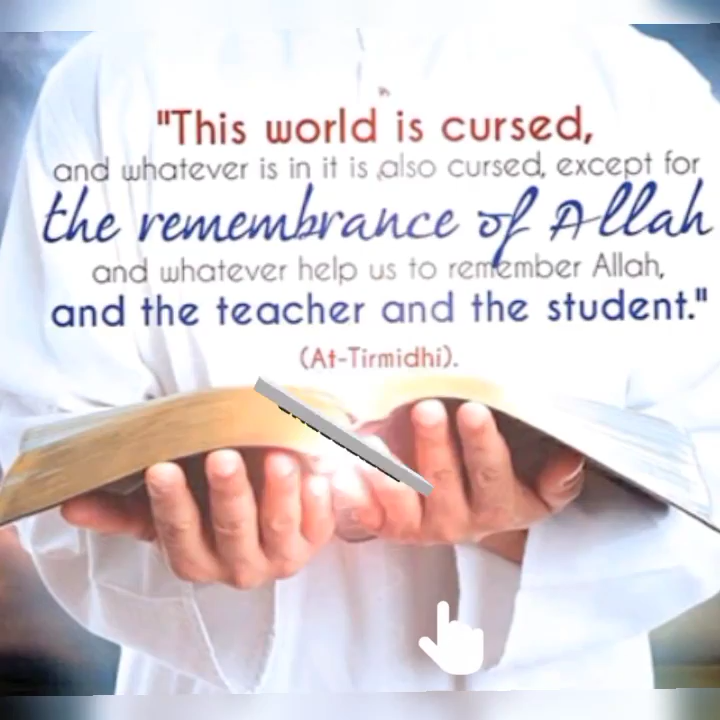 "This world is cursed,
and whatever is in it is also cursed, except for
the remembrance of Allah
and whatever help us to remember Allah,
and the teacher and the student."
(At-Tirmidhi).